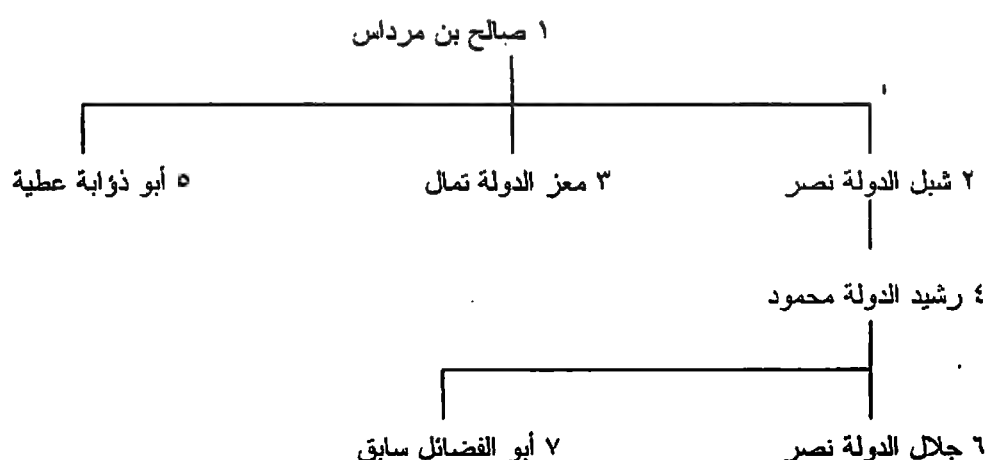 ١ صالح بن مرداس
٢ شبل الدولة نصر
٣ معز الدولة تمال
٥ أبو ذؤابة عطية
٤ رشيد الدولة محمود
٦ جلال الدولة نصر
٧ أبو الفضائل سابق